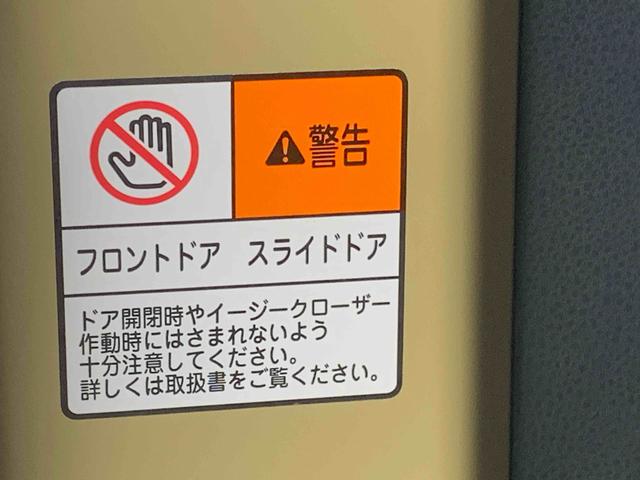 警告
フロントドア スライドドア
ドア開閉時やイージークローザー
作動時にはさまれないよう
十分注意してください。
詳しくは取扱書をご覧ください。